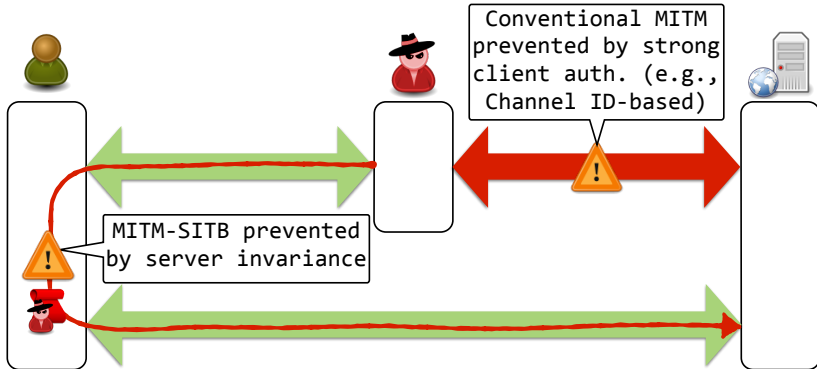 Conventional MITM
prevented by strong
client auth. (e.g.,
Channel ID-based)
!
MITM-SITB prevented
by server invariance
!